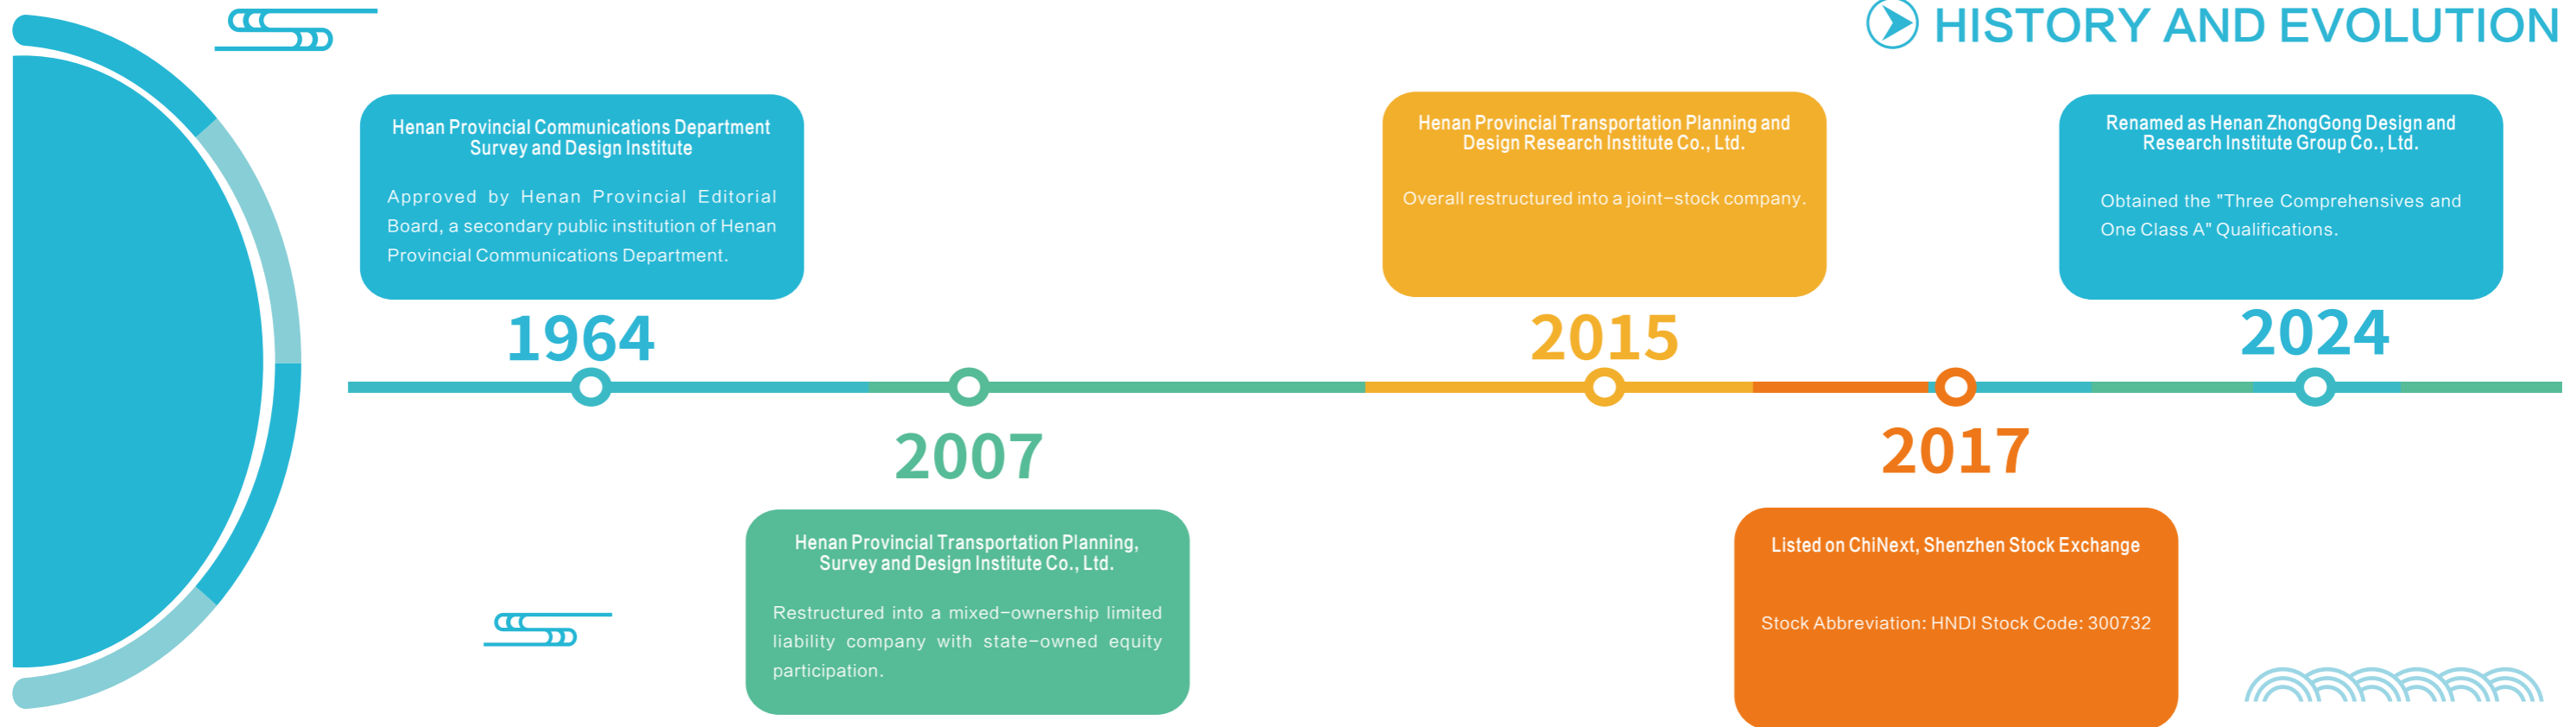 HISTORY AND EVOLUTION
Henan Provincial Communications Department
Survey and Design Institute
Approved by Henan Provincial Editorial
Board, a secondary public institution of Henan
Provincial Communications Department.
1964
2007
Henan Provincial Transportation Planning,
Survey and Design Institute Co., Ltd.
Restructured into a mixed-ownership limited
liability company with state-owned equity
participation.
Henan Provincial Transportation Planning and
Design Research Institute Co., Ltd.
Overall restructured into a joint-stock company.
2015
2017
Listed on ChiNext, Shenzhen Stock Exchange
Stock Abbreviation: HNDI Stock Code: 300732
Renamed as Henan ZhongGong Design and
Research Institute Group Co., Ltd.
Obtained the "Three Comprehensives and
One Class A" Qualifications.
2024